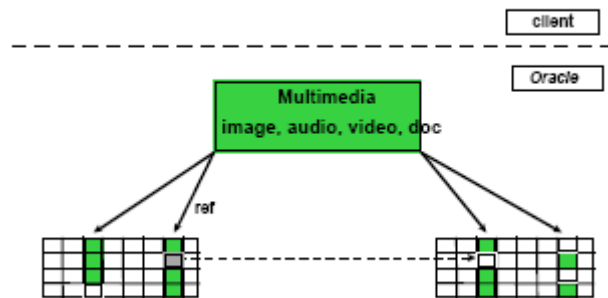 client
Oracle
Multimedia
image, audio, video, doc
ref